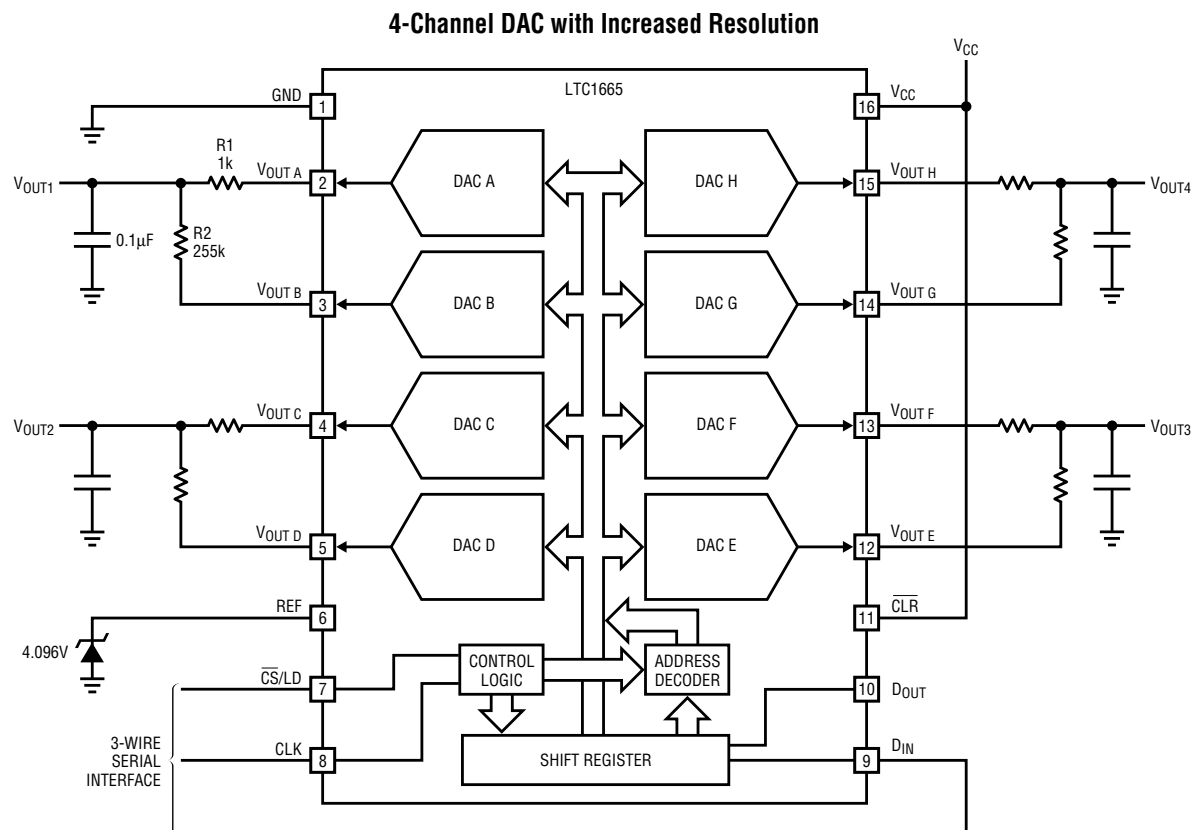 4-Channel DAC with Increased Resolution
VCC
LTC1665
GND
1
16
VCC
R1
1k
VOUT1
VOUT A
2
DAC A
DAC H
15
VOUT H
VOUT4
0.1µF
R2
255k
VOUT B
3
DAC B
DAC G
14
VOUT G
VOUT2
VOUT C
4
DAC C
DAC F
13
VOUT F
VOUT3
VOUT D
5
DAC D
DAC E
12
VOUT E
REF
6
11
CLR
4.096V
CS/LD
7
CONTROL
LOGIC
ADDRESS
DECODER
10
DOUT
3-WIRE
SERIAL
INTERFACE
CLK
8
SHIFT REGISTER
9
DIN